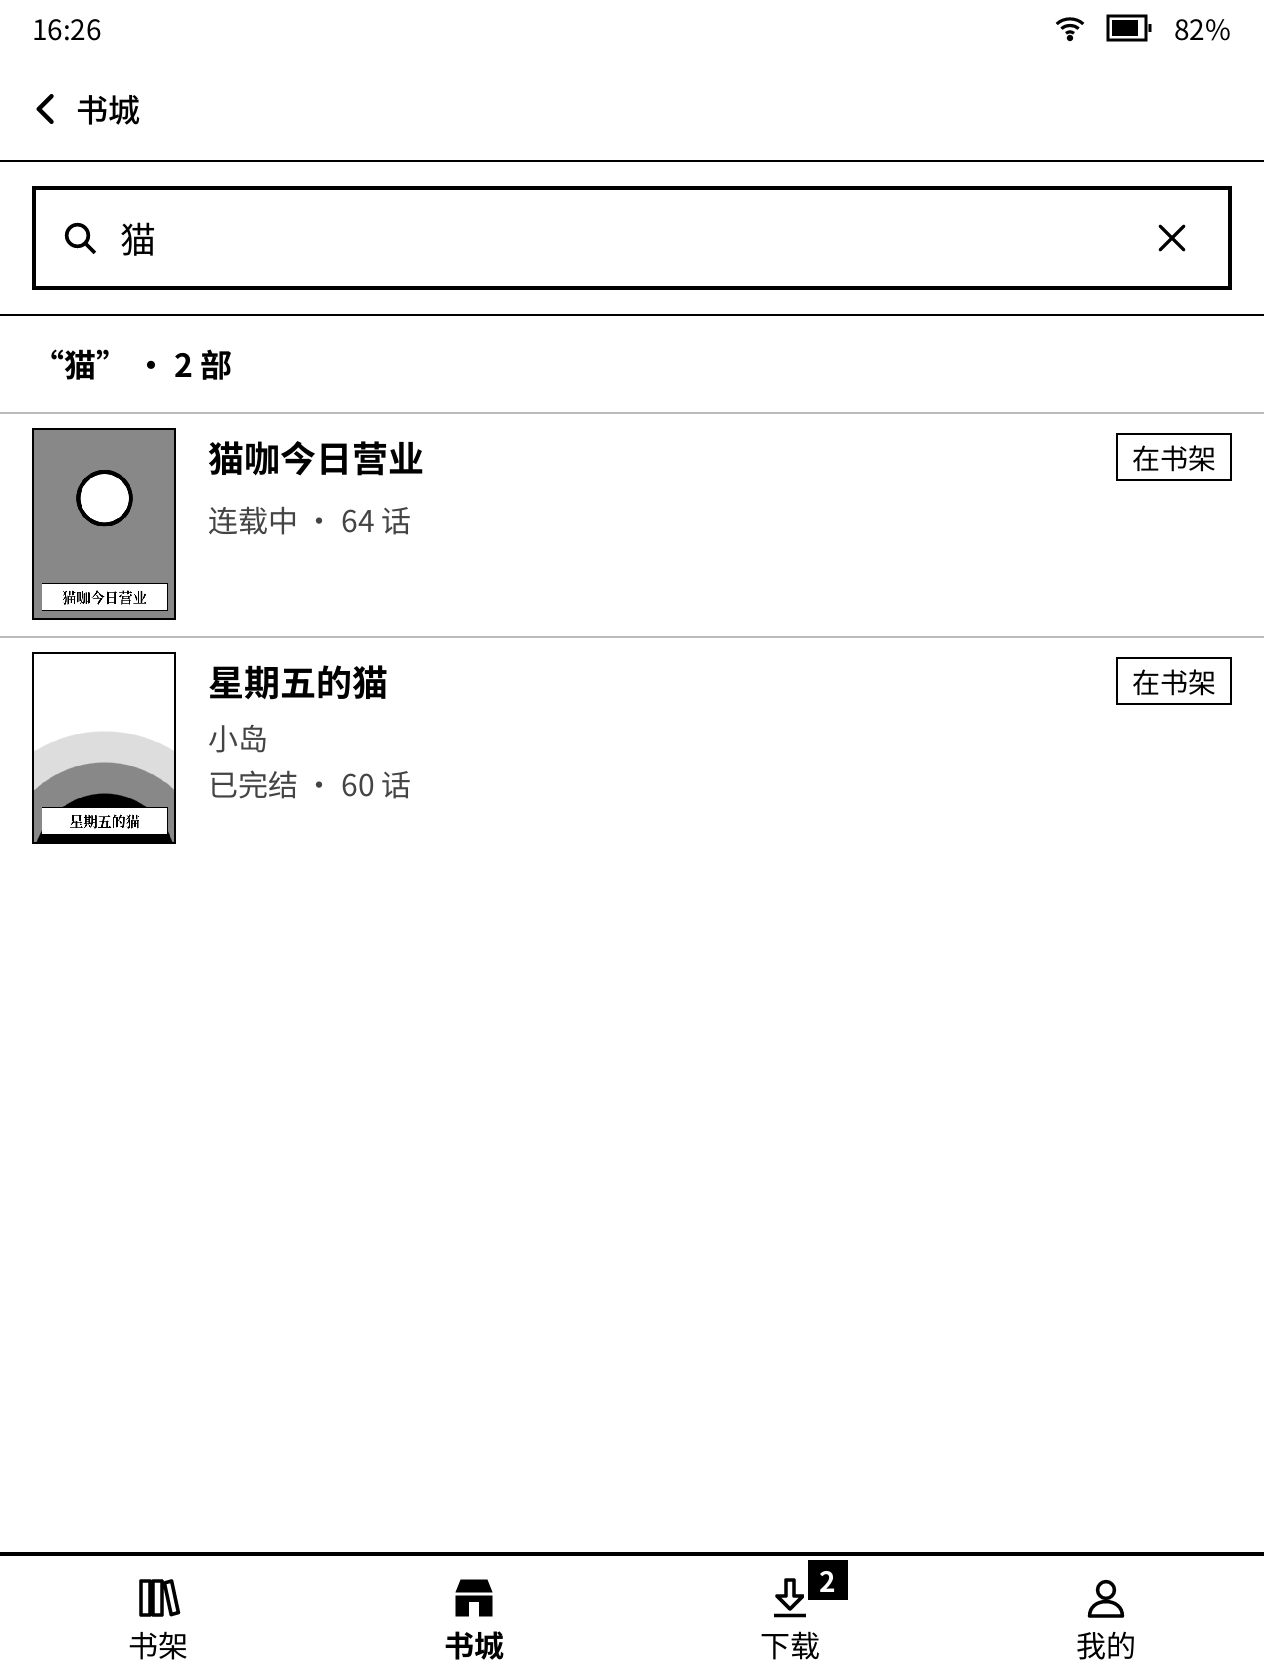 16:26
82%
书城
猫
“猫” • 2 部
猫咖今日营业
在书架
连载中 • 64 话
猫咖今日营业
星期五的猫
在书架
小岛
已完结 • 60 话
星期五的猫
2
书架
书城
下载
我的